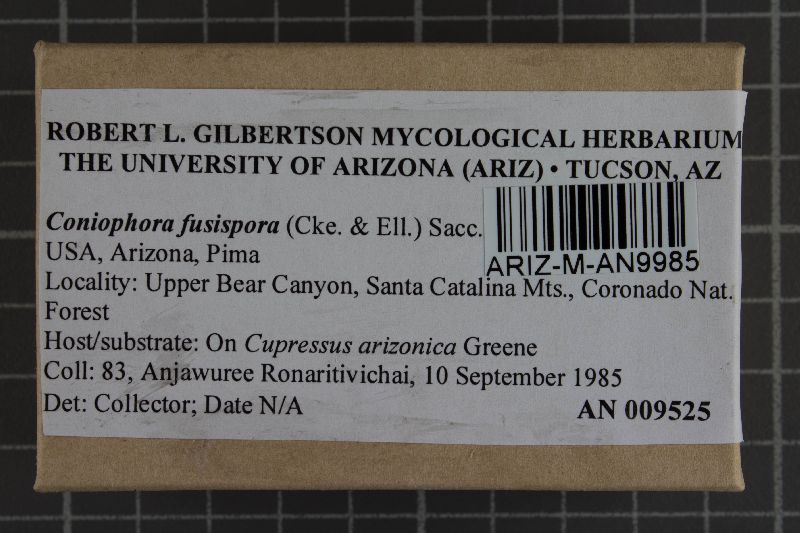 ROBERT L. GILBERTSON MYCOLOGICAL HERBARIUM
THE UNIVERSITY OF ARIZONA (ARIZ) • TUCSON, AZ
Coniophora fusispora (Cke. & Ell.) Sacc.
USA, Arizona, Pima
ARIZ-M-AN9985
Locality: Upper Bear Canyon, Santa Catalina Mts., Coronado Nat.
Forest
Host/substrate: On Cupressus arizonica Greene
Coll: 83, Anjawuree Ronaritivichai, 10 September 1985
Det: Collector; Date N/A
AN 009525